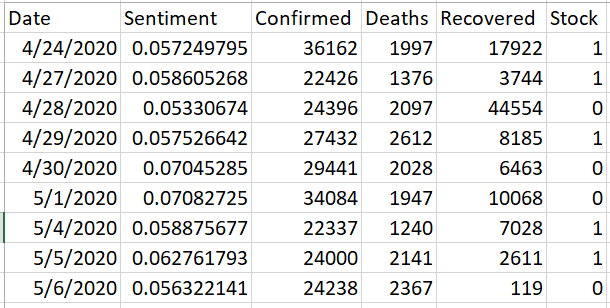 Date Sentiment Confirmed Deaths Recovered Stock
4/24/2020 0.057249795 36162 1997 17922 1
4/27/2020 0.058605268 22426 1376 3744 1
4/28/2020 0.05330674 24396 2097 44554 0
4/29/2020 0.057526642 27432 2612 8185 1
4/30/2020 0.07045285 29441 2028 6463 0
5/1/2020 0.07082725 34084 1947 10068 0
5/4/2020 0.058875677 22337 1240 7028 1
5/5/2020 0.062761793 24000 2141 2611 1
5/6/2020 0.056322141 24238 2367 119 0